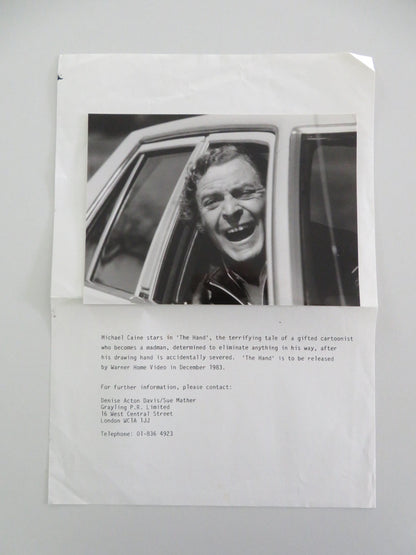 Michael Caine stars in 'The Hand', the terrifying tale of a gifted cartoonist
who becomes a madman, determined to eliminate anything in his way, after
his drawing hand is accidentally severed. 'The Hand' is to be released
by Warner Home Video in December 1983.
For further information, please contact:
Denise Acton Davis/Sue Mather
Grayling P.R. Limited
16 West Central Street
London WC1A 1JJ
Telephone: 01-836 4923